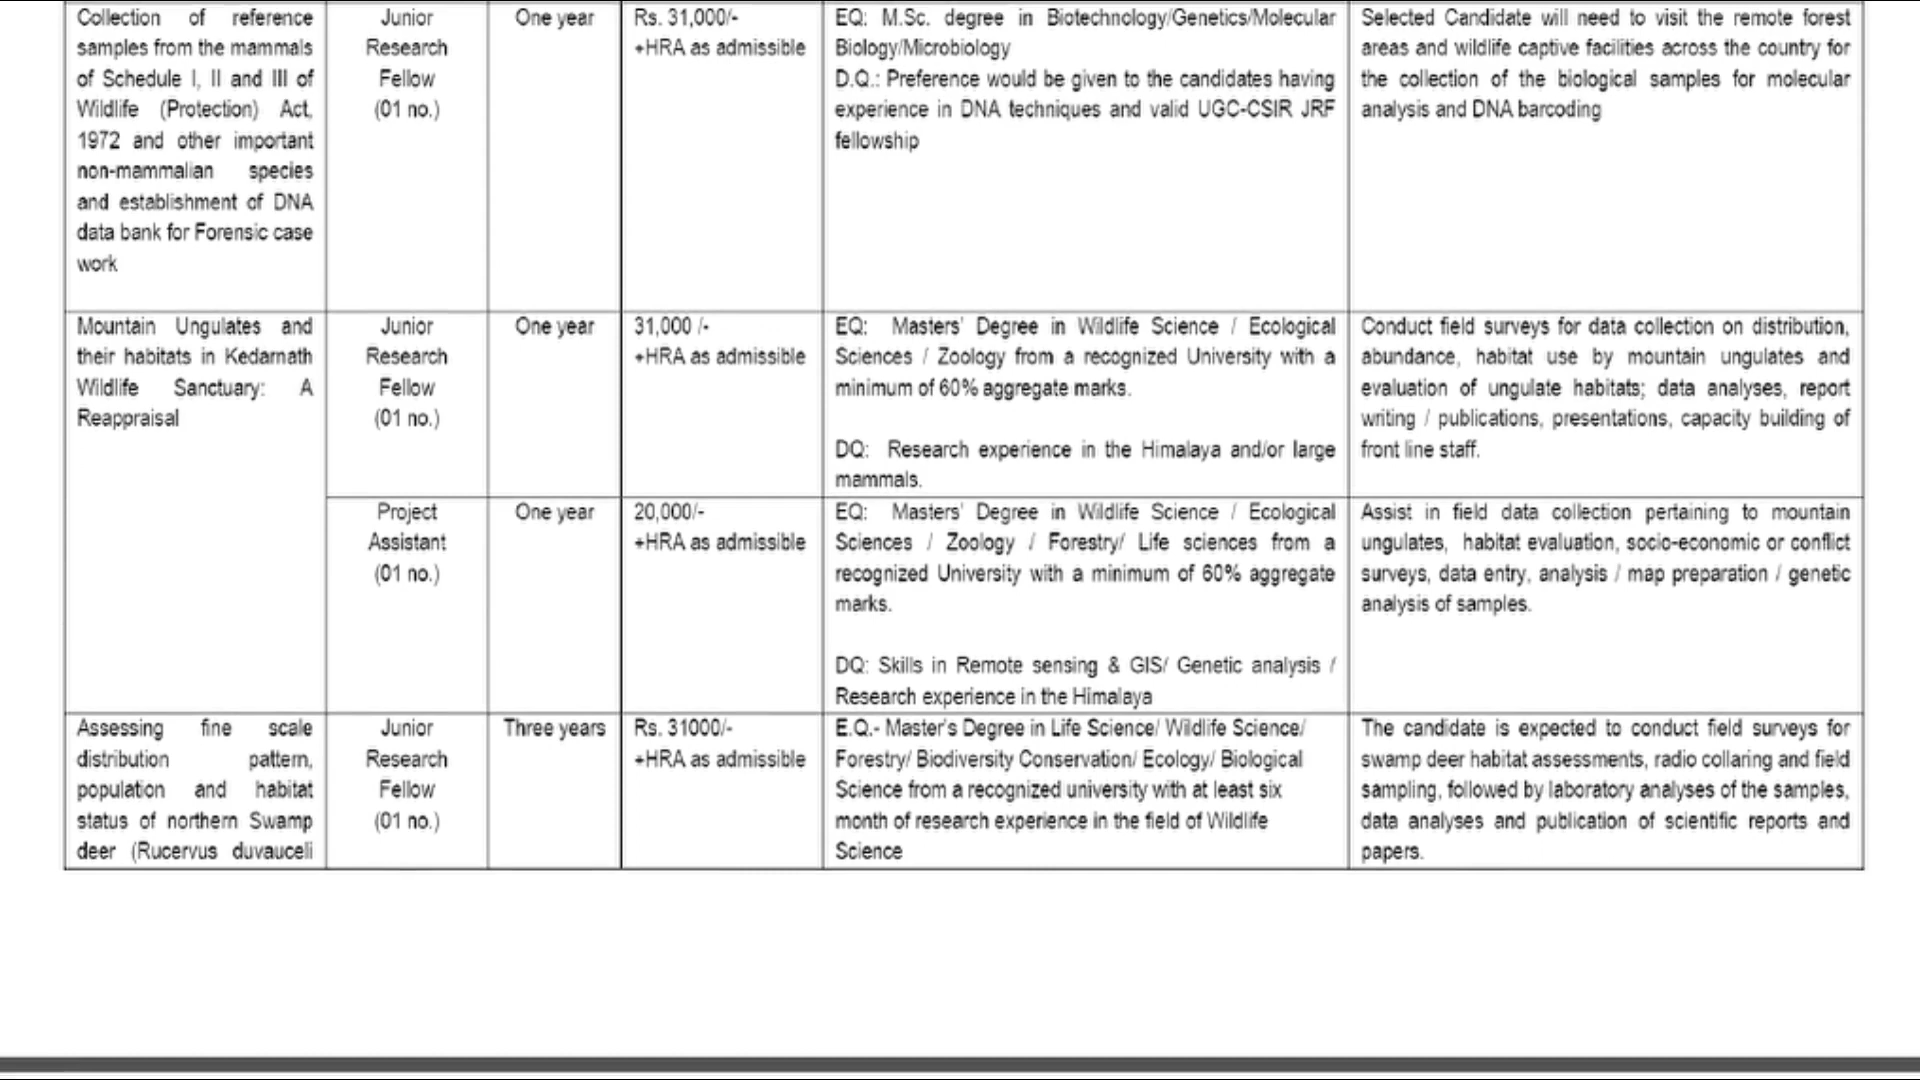 Collection of reference
samples from the mammals
of Schedule I, II and III of
Wildlife (Protection) Act,
1972 and other important
non-mammalian species
and establishment of DNA
data bank for Forensic case
work
Junior
Research
Fellow
(01 no.)
One year
Rs. 31,000/-
+HRA as admissible
EQ: M.Sc. degree in Biotechnology/Genetics/Molecular
Biology/Microbiology
D.Q.: Preference would be given to the candidates having
experience in DNA techniques and valid UGC-CSIR JRF
fellowship
Selected Candidate will need to visit the remote forest
areas and wildlife captive facilities across the country for
the collection of the biological samples for molecular
analysis and DNA barcoding
Mountain Ungulates and
their habitats in Kedarnath
Wildlife Sanctuary: A
Reappraisal
Junior
Research
Fellow
(01 no.)
One year
31,000 /-
+HRA as admissible
EQ: Masters' Degree in Wildlife Science / Ecological
Sciences / Zoology from a recognized University with a
minimum of 60% aggregate marks.
DQ: Research experience in the Himalaya and/or large
mammals.
Conduct field surveys for data collection on distribution,
abundance, habitat use by mountain ungulates and
evaluation of ungulate habitats; data analyses, report
writing / publications, presentations, capacity building of
front line staff.
Project
Assistant
(01 no.)
One year
20,000/-
+HRA as admissible
EQ: Masters' Degree in Wildlife Science / Ecological
Sciences / Zoology / Forestry/ Life sciences from a
recognized University with a minimum of 60% aggregate
marks.
DQ: Skills in Remote sensing & GIS/ Genetic analysis /
Research experience in the Himalaya
Assist in field data collection pertaining to mountain
ungulates, habitat evaluation, socio-economic or conflict
surveys, data entry, analysis / map preparation / genetic
analysis of samples.
Assessing fine scale
distribution pattern,
population and habitat
status of northern Swamp
deer (Rucervus duvauceli
Junior
Research
Fellow
(01 no.)
Three years
Rs. 31000/-
+HRA as admissible
E.Q.- Master's Degree in Life Science/ Wildlife Science/
Forestry/ Biodiversity Conservation/ Ecology/ Biological
Science from a recognized university with at least six
month of research experience in the field of Wildlife
Science
The candidate is expected to conduct field surveys for
swamp deer habitat assessments, radio collaring and field
sampling, followed by laboratory analyses of the samples,
data analyses and publication of scientific reports and
papers.